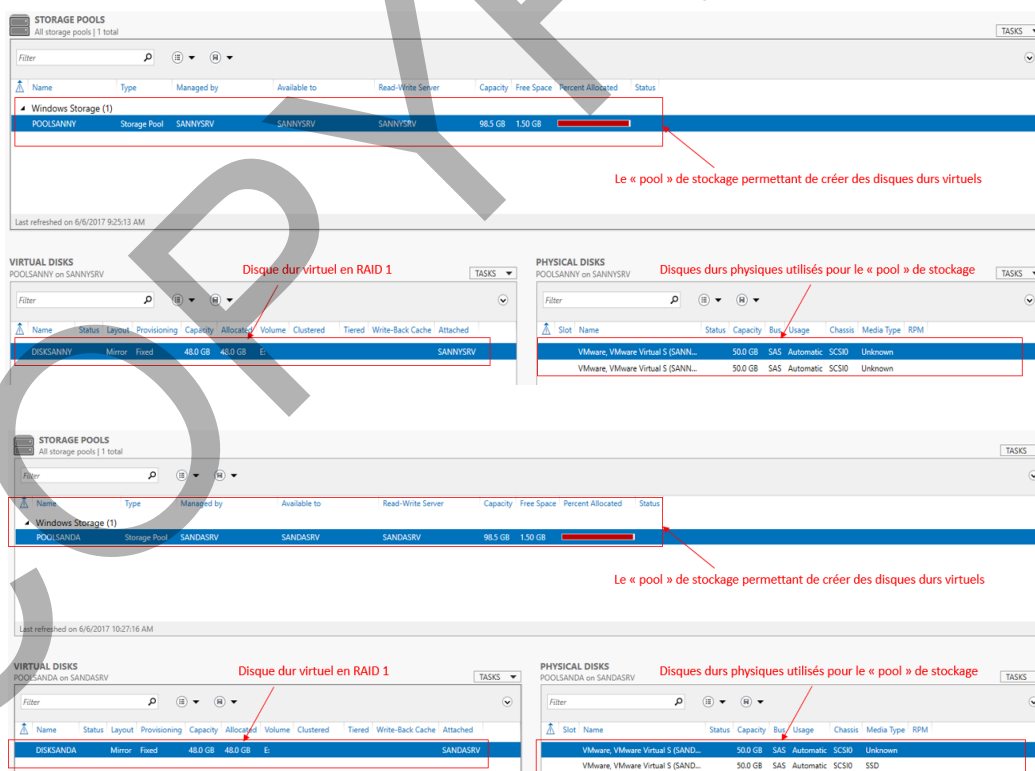 STORAGE POOLS
All storage pools | 1 total
TASKS
Filter
Name Type Managed by Available to Read-Write Server Capacity Free Space Percent Allocated Status
Windows Storage (1)
POOLSANNY Storage Pool SANNYSRV SANNYSRV SANNYSRV 98.5 GB 1.50 GB
Le « pool » de stockage permettant de créer des disques durs virtuels
Last refreshed on 6/6/2017 9:25:13 AM
VIRTUAL DISKS
POOLSANNY on SANNYSRV
Disque dur virtuel en RAID 1
TASKS
Filter
Name Status Layout Provisioning Capacity Allocated Volume Clustered Tiered Write-Back Cache Attached
DISKSANNY Mirror Fixed 48.0 GB 48.0 GB E: SANNYSRV
PHYSICAL DISKS
POOLSANNY on SANNYSRV
Disques durs physiques utilisés pour le « pool » de stockage
TASKS
Filter
Slot Name Status Capacity Bus Usage Chassis Media Type RPM
VMware, VMware Virtual S (SANN... 50.0 GB SAS Automatic SCSI0 Unknown
VMware, VMware Virtual S (SANN... 50.0 GB SAS Automatic SCSI0 Unknown
STORAGE POOLS
All storage pools | 1 total
TASKS
Filter
Name Type Managed by Available to Read-Write Server Capacity Free Space Percent Allocated Status
Windows Storage (1)
POOLSANDA Storage Pool SANDASRV SANDASRV SANDASRV 98.5 GB 1.50 GB
Le « pool » de stockage permettant de créer des disques durs virtuels
Last refreshed on 6/6/2017 10:27:16 AM
VIRTUAL DISKS
POOLSANDA on SANDASRV
Disque dur virtuel en RAID 1
TASKS
Filter
Name Status Layout Provisioning Capacity Allocated Volume Clustered Tiered Write-Back Cache Attached
DISKSANDA Mirror Fixed 48.0 GB 48.0 GB E: SANDASRV
PHYSICAL DISKS
POOLSANDA on SANDASRV
Disques durs physiques utilisés pour le « pool » de stockage
TASKS
Filter
Slot Name Status Capacity Bus Usage Chassis Media Type RPM
VMware, VMware Virtual S (SAND... 50.0 GB SAS Automatic SCSI0 Unknown
VMware, VMware Virtual S (SAND... 50.0 GB SAS Automatic SCSI0 SSD
COPY